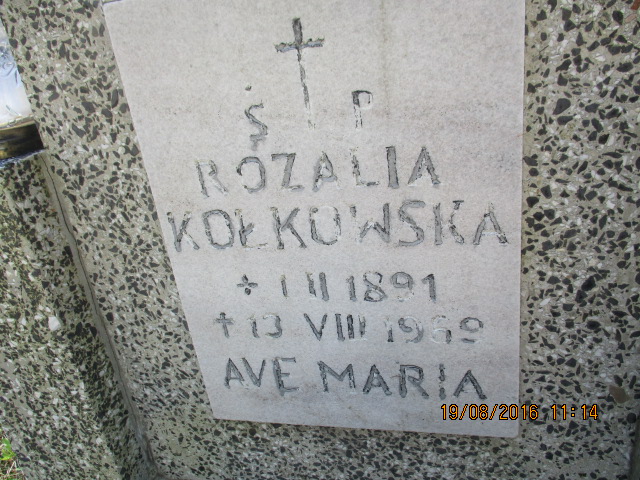 Ś P
ROZALIA
KOŁKOWSKA
1 II 1891
13 VIII 1969
AVE MARIA
19/08/2016 11:14